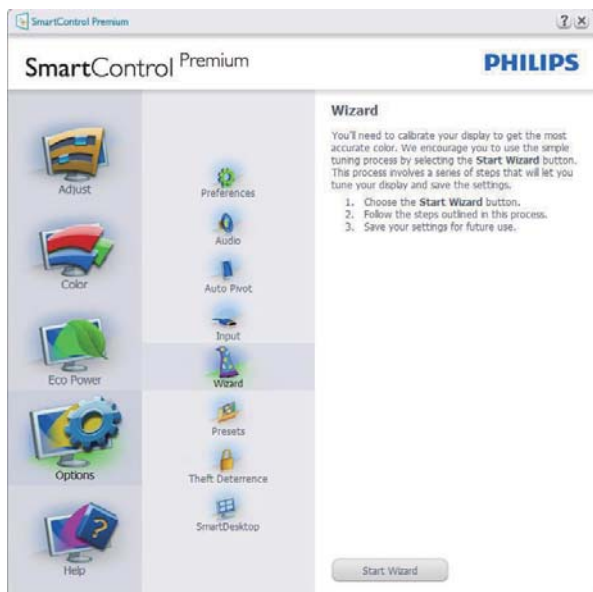 SmartControl Premium
SmartControl Premium
PHILIPS
Adjust
Color
Eco Power
Options
Help
Preferences
Audio
Auto Pivot
Input
Wizard
Presets
Theft Deterrence
SmartDesktop
Wizard
You'll need to calibrate your display to get the most
accurate color. We encourage you to use the simple
tuning process by selecting the Start Wizard button.
This process involves a series of steps that will let you
tune your display and save the settings.
1. Choose the Start Wizard button.
2. Follow the steps outlined in this process.
3. Save your settings for future use.
Start Wizard